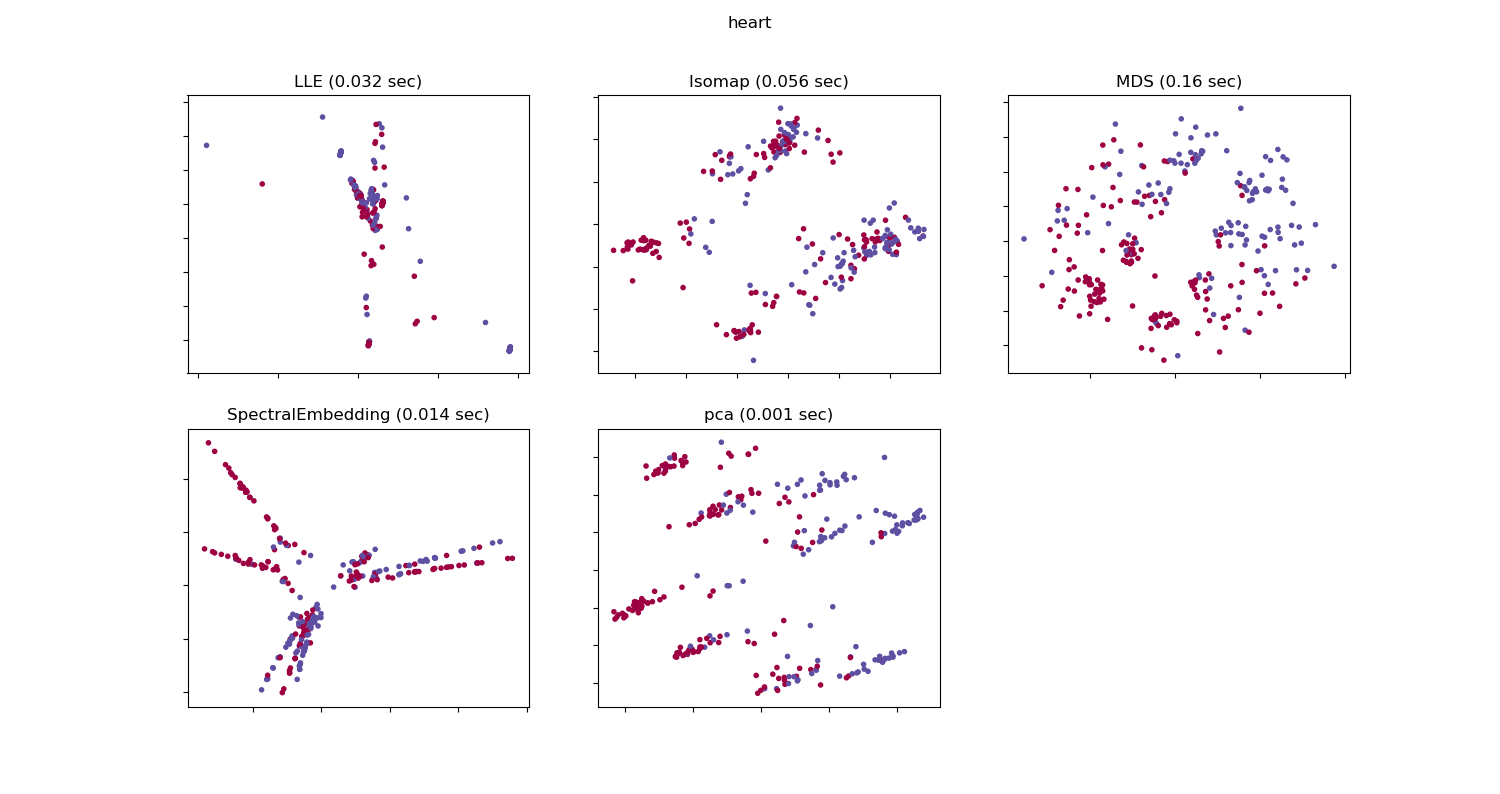 heart
LLE (0.032 sec)
Isomap (0.056 sec)
MDS (0.16 sec)
SpectralEmbedding (0.014 sec)
pca (0.001 sec)